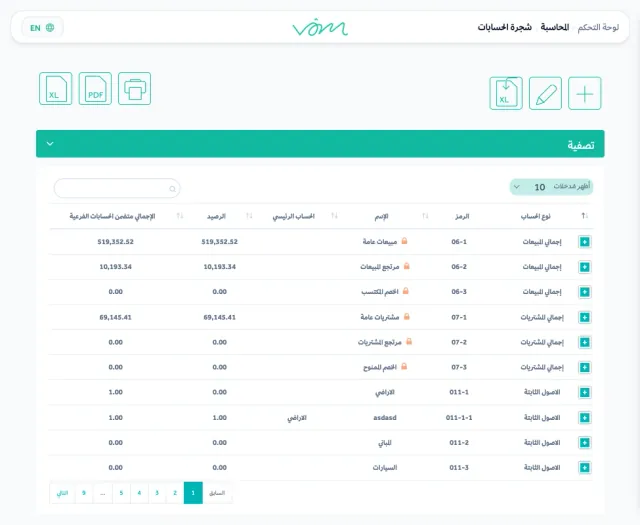 لوحة التحكم المحاسبة شجرة الحسابات
vom
EN
XL
XL PDF
تصفية
أظهر مُدخلات 10
نوع الحساب الرمز الإسم الحساب الرئيسي الرصيد الإجمالي متضمن الحسابات الفرعية
إجمالي المبيعات 06-1 مبيعات عامة 519,352.52 519,352.52
إجمالي المبيعات 06-2 مرتجع المبيعات 10,193.34 10,193.34
إجمالي المبيعات 06-3 الخصم المكتسب 0.00 0.00
إجمالي المشتريات 07-1 مشتريات عامة 69,145.41 69,145.41
إجمالي المشتريات 07-2 مرتجع المشتريات 0.00 0.00
إجمالي المشتريات 07-3 الخصم الممنوح 0.00 0.00
الاصول الثابتة 011-1 الاراضي 0.00 1.00
الاصول الثابتة 011-1-1 asdasd الاراضي 1.00 1.00
الاصول الثابتة 011-2 المباني 0.00 0.00
الاصول الثابتة 011-3 السيارات 0.00 0.00
السابق 1 2 3 4 5 ... 9 التالي